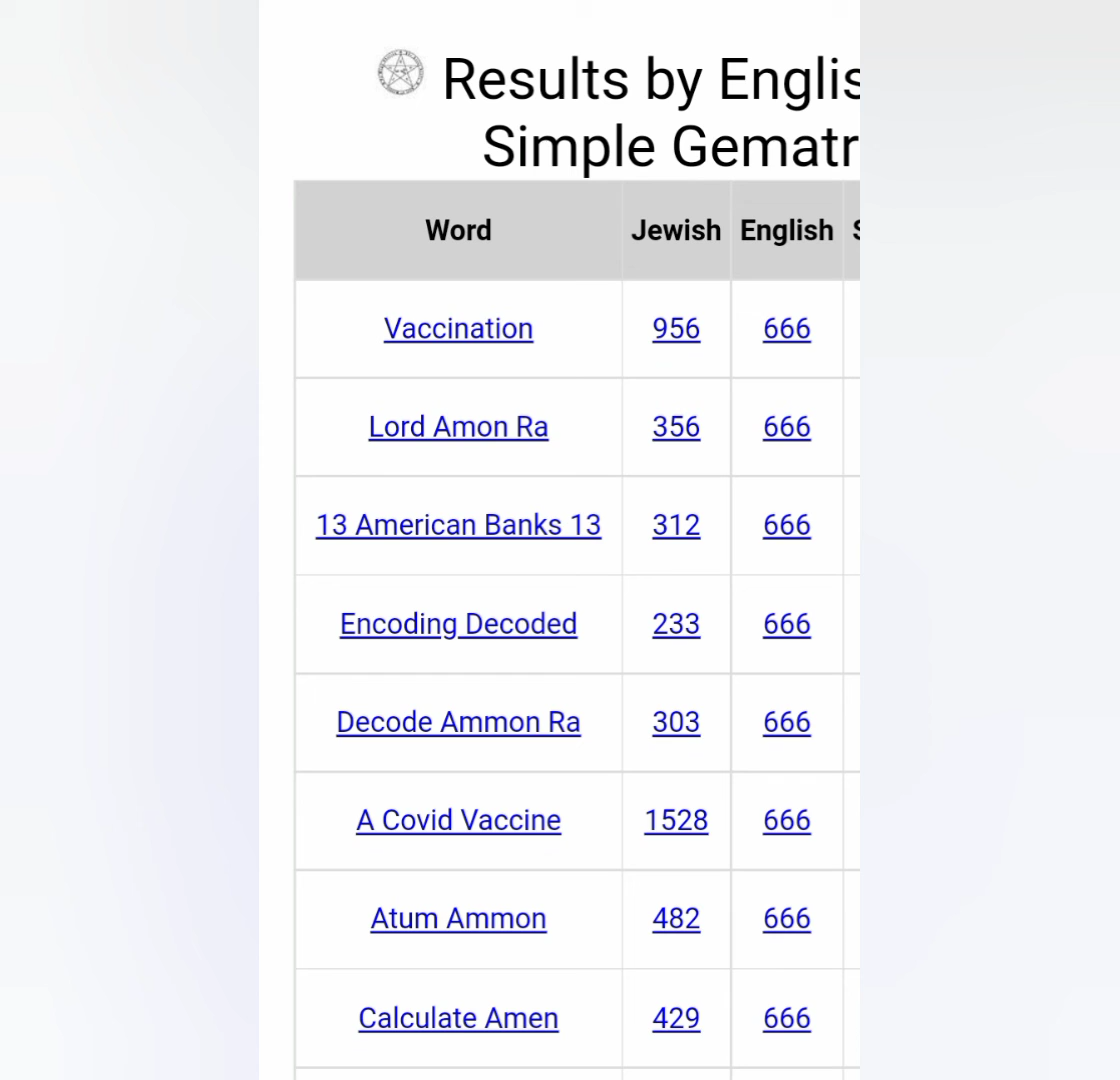 Results by Englis
Simple Gematr
Word Jewish English S
Vaccination 956 666
Lord Amon Ra 356 666
13 American Banks 13 312 666
Encoding Decoded 233 666
Decode Ammon Ra 303 666
A Covid Vaccine 1528 666
Atum Ammon 482 666
Calculate Amen 429 666